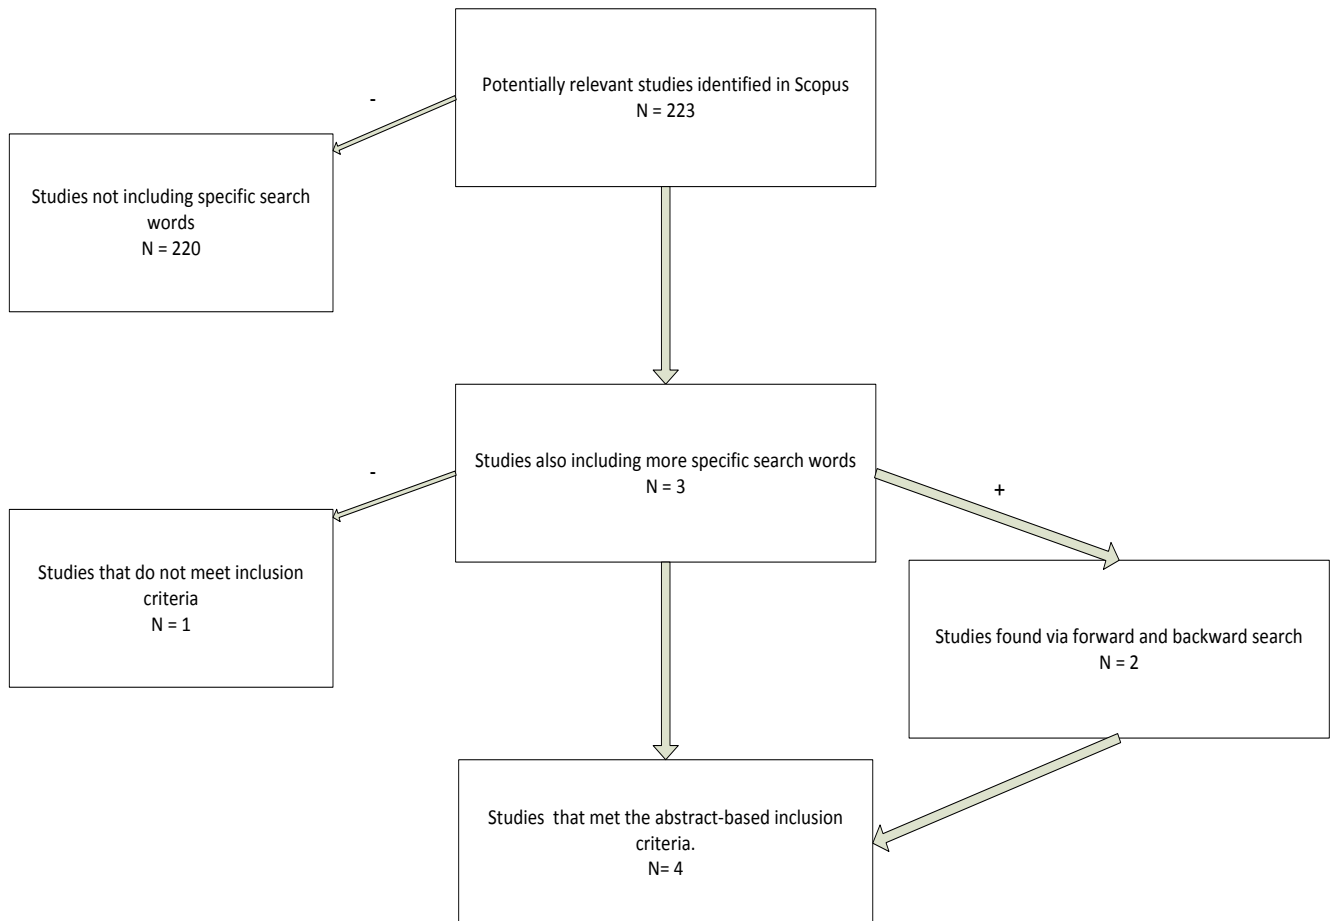 Potentially relevant studies identified in Scopus
N = 223
-
Studies not including specific search
words
N = 220
Studies also including more specific search words
N = 3
-
+
Studies that do not meet inclusion
criteria
N = 1
Studies found via forward and backward search
N = 2
Studies  that met the abstract-based inclusion
criteria.
N= 4